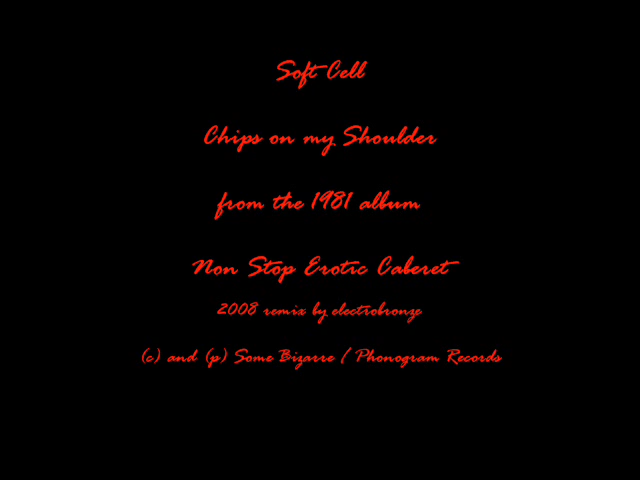 Soft Cell
Chips on my Shoulder
from the 1981 album
Non Stop Erotic Caberet
2008 remix by electrobronze
(c) and (p) Some Bizarre / Phonogram Records